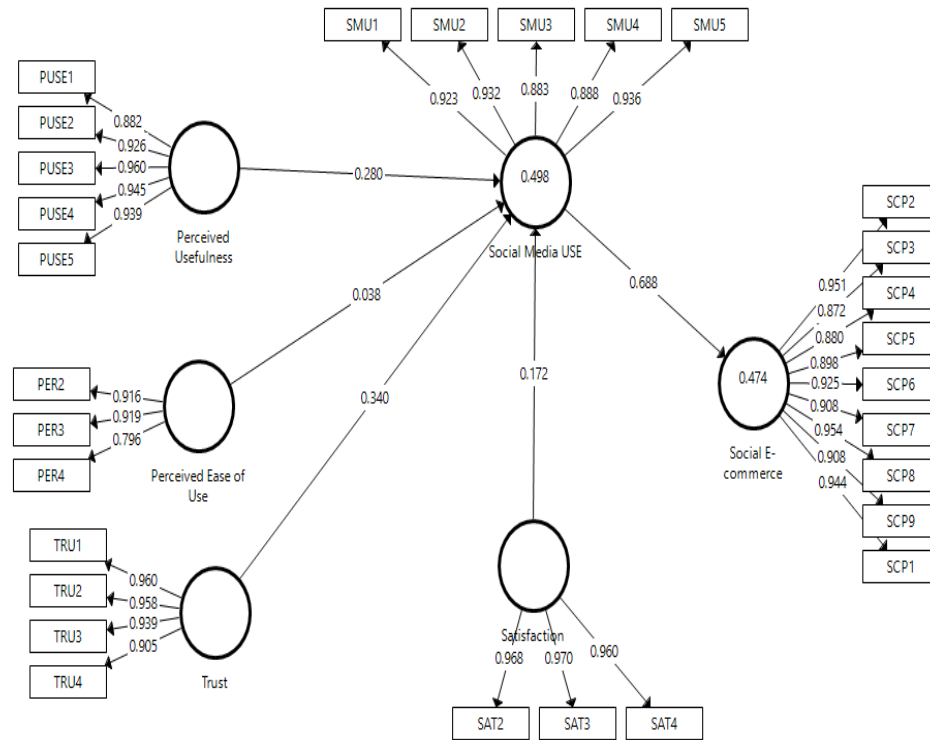 SMU1 SMU2 SMU3 SMU4 SMU5
0.923 0.932 0.883 0.888 0.936
0.498
Social Media USE
PUSE1
PUSE2
PUSE3
PUSE4
PUSE5
0.882
0.926
0.960
0.945
0.939
Perceived
Usefulness
0.280
0.038
0.340
0.172
0.688
PER2
PER3
PER4
0.916
0.919
0.796
Perceived Ease of
Use
TRU1
TRU2
TRU3
TRU4
0.960
0.958
0.939
0.905
Trust
Satisfaction
0.968 0.970 0.960
SAT2 SAT3 SAT4
0.474
Social E-
commerce
0.951
0.872
0.880
0.898
0.925
0.908
0.954
0.908
0.944
SCP2
SCP3
SCP4
SCP5
SCP6
SCP7
SCP8
SCP9
SCP1